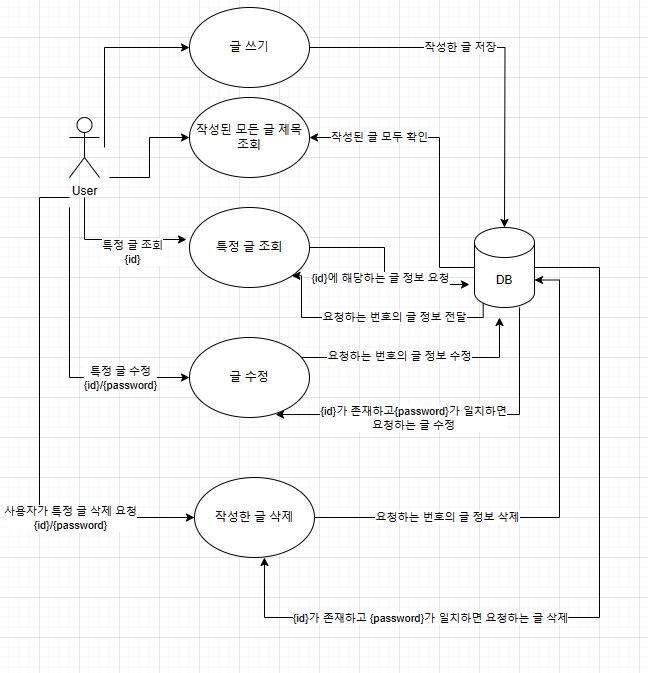 글 쓰기
작성한 글 저장
작성된 모든 글 제목
조회
작성된 글 모두 확인
User
특정 글 조회
{id}
특정 글 조회
{id}에 해당하는 글 정보 요청
DB
요청하는 번호의 글 정보 전달
특정 글 수정
{id}/{password}
글 수정
요청하는 번호의 글 정보 수정
{id}가 존재하고{password}가 일치하면
요청하는 글 수정
사용자가 특정 글 삭제 요청
{id}/{password}
작성한 글 삭제
요청하는 번호의 글 정보 삭제
{id}가 존재하고 {password}가 일치하면 요청하는 글 삭제